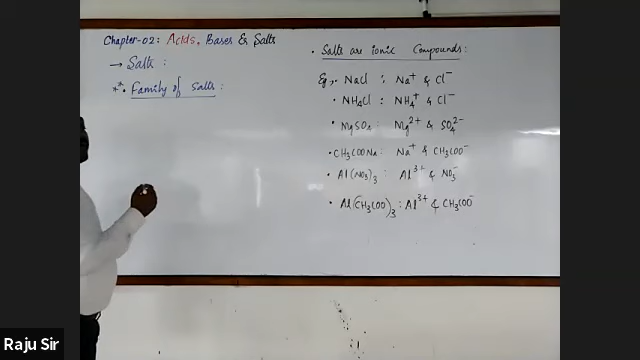 Chapter-02: Acids, Bases & Salts
→ Salts :
**. Family of Salts :
• Salts are ionic Compounds :
Eg,. NaCl : Na⁺ & Cl⁻
• NH₄Cl : NH₄⁺ & Cl⁻
• MgSO₄ : Mg²⁺ & SO₄²⁻
• CH₃COONa : Na⁺ & CH₃COO⁻
• Al(NO₃)₃ : Al³⁺ & NO₃⁻
• Al(CH₃COO)₃ : Al³⁺ & CH₃COO⁻
Raju Sir